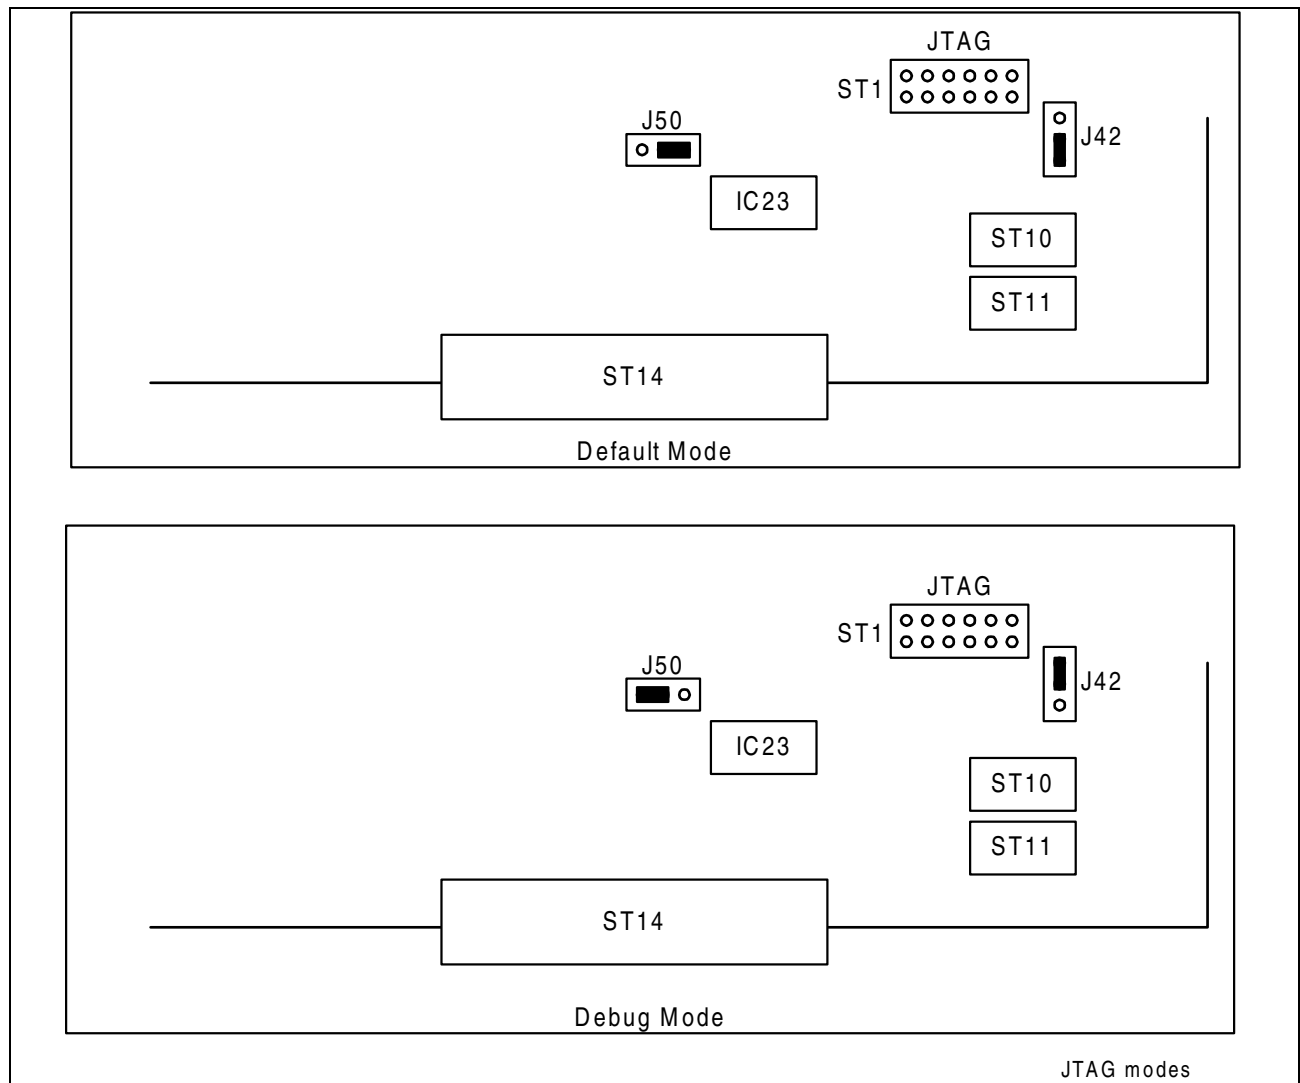 JTAG
ST1
J50
J42
IC23
ST10
ST11
ST14
Default Mode
JTAG
ST1
J50
J42
IC23
ST10
ST11
ST14
Debug Mode
JTAG modes